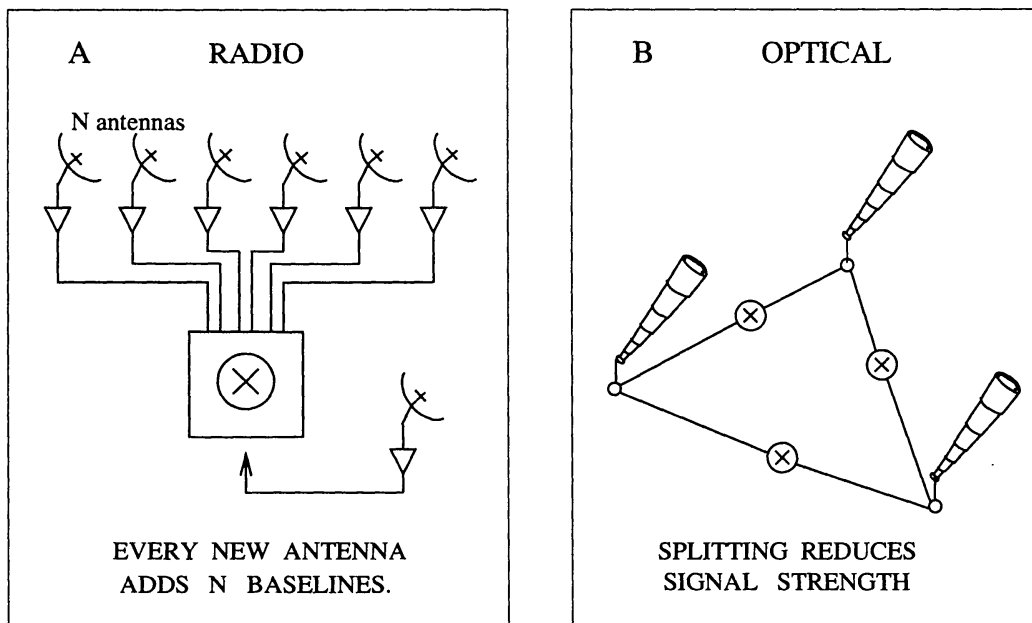 A RADIO
N antennas
EVERY NEW ANTENNA
ADDS N BASELINES.
B OPTICAL
SPLITTING REDUCES
SIGNAL STRENGTH